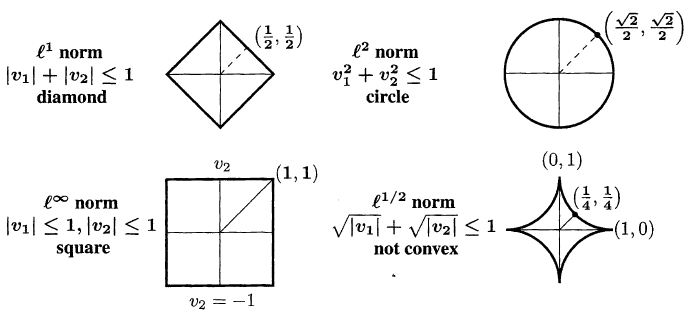 ℓ¹ norm
|v₁| + |v₂| ≤ 1
diamond
(½, ½)
ℓ² norm
v₁² + v₂² ≤ 1
circle
(√2/2, √2/2)
ℓ^∞ norm
|v₁| ≤ 1, |v₂| ≤ 1
square
v₂
(1, 1)
v₂ = −1
ℓ^{1/2} norm
√|v₁| + √|v₂| ≤ 1
not convex
(0, 1)
(¼, ¼)
(1, 0)